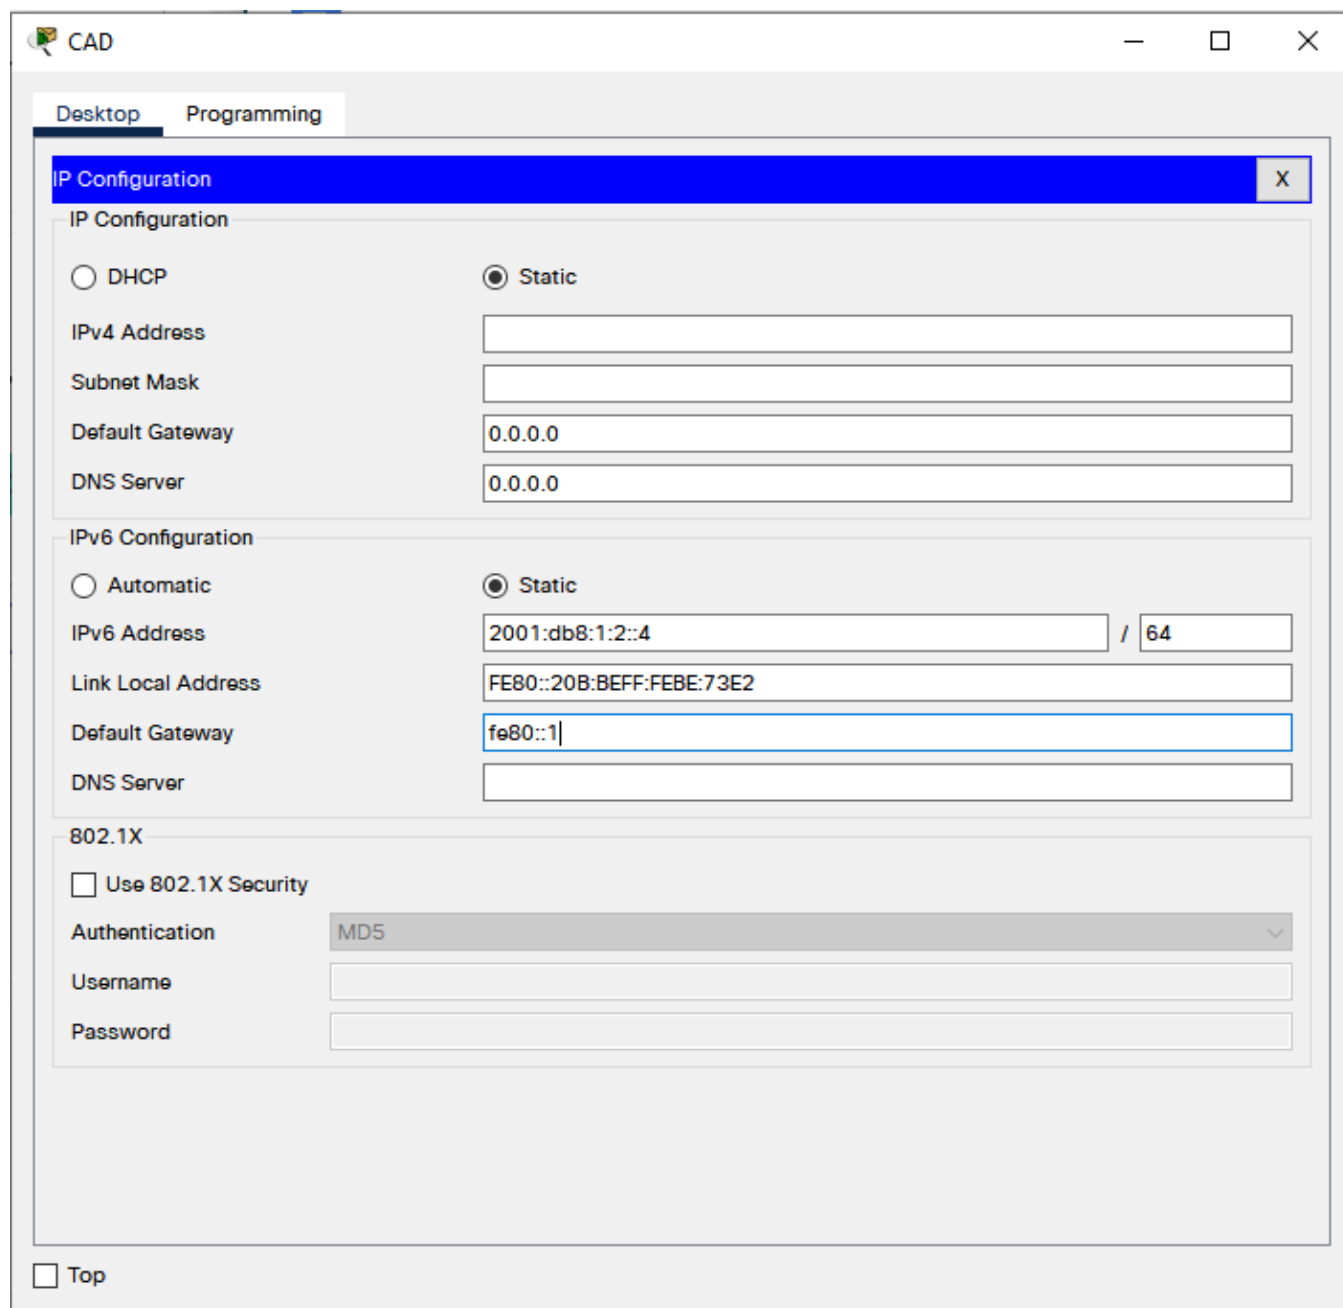 CAD
Desktop Programming
IP Configuration X
IP Configuration
DHCP Static
IPv4 Address
Subnet Mask
Default Gateway 0.0.0.0
DNS Server 0.0.0.0
IPv6 Configuration
Automatic Static
IPv6 Address 2001:db8:1:2::4 / 64
Link Local Address FE80::20B:BEFF:FEBE:73E2
Default Gateway fe80::1
DNS Server
802.1X
Use 802.1X Security
Authentication MD5
Username
Password
Top